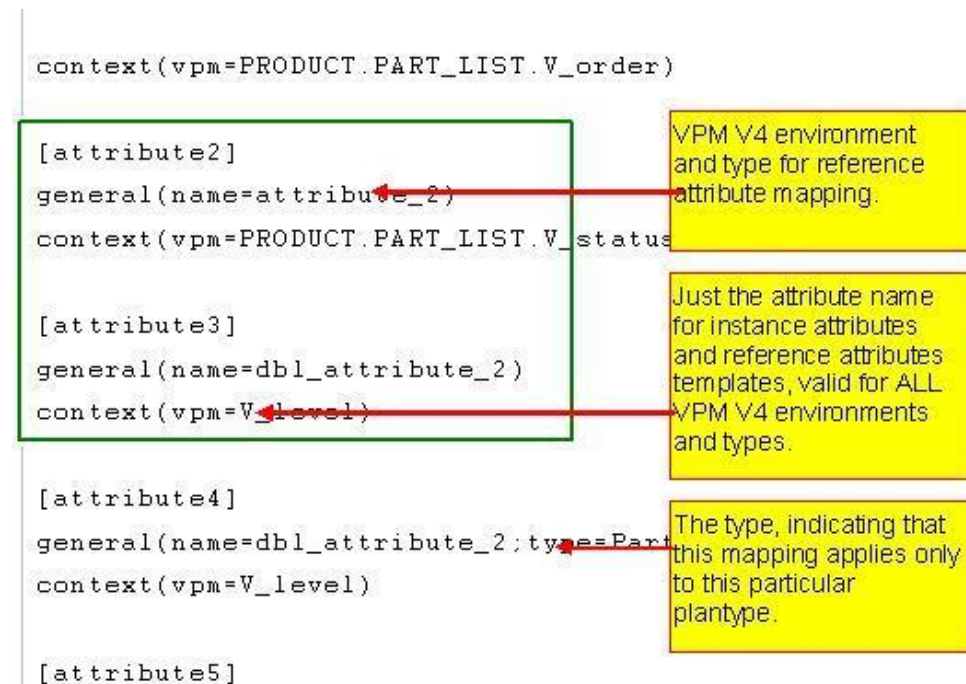 context(vpm=PRODUCT.PART_LIST.V_order)
[attribute2]
general(name=attribute_2)
context(vpm=PRODUCT.PART_LIST.V_status
[attribute3]
general(name=dbl_attribute_2)
context(vpm=V_level)
[attribute4]
general(name=dbl_attribute_2;type=Part
context(vpm=V_level)
[attribute5]
VPM V4 environment
and type for reference
attribute mapping.
Just the attribute name
for instance attributes
and reference attributes
templates, valid for ALL
VPM V4 environments
and types.
The type, indicating that
this mapping applies only
to this particular
plantype.